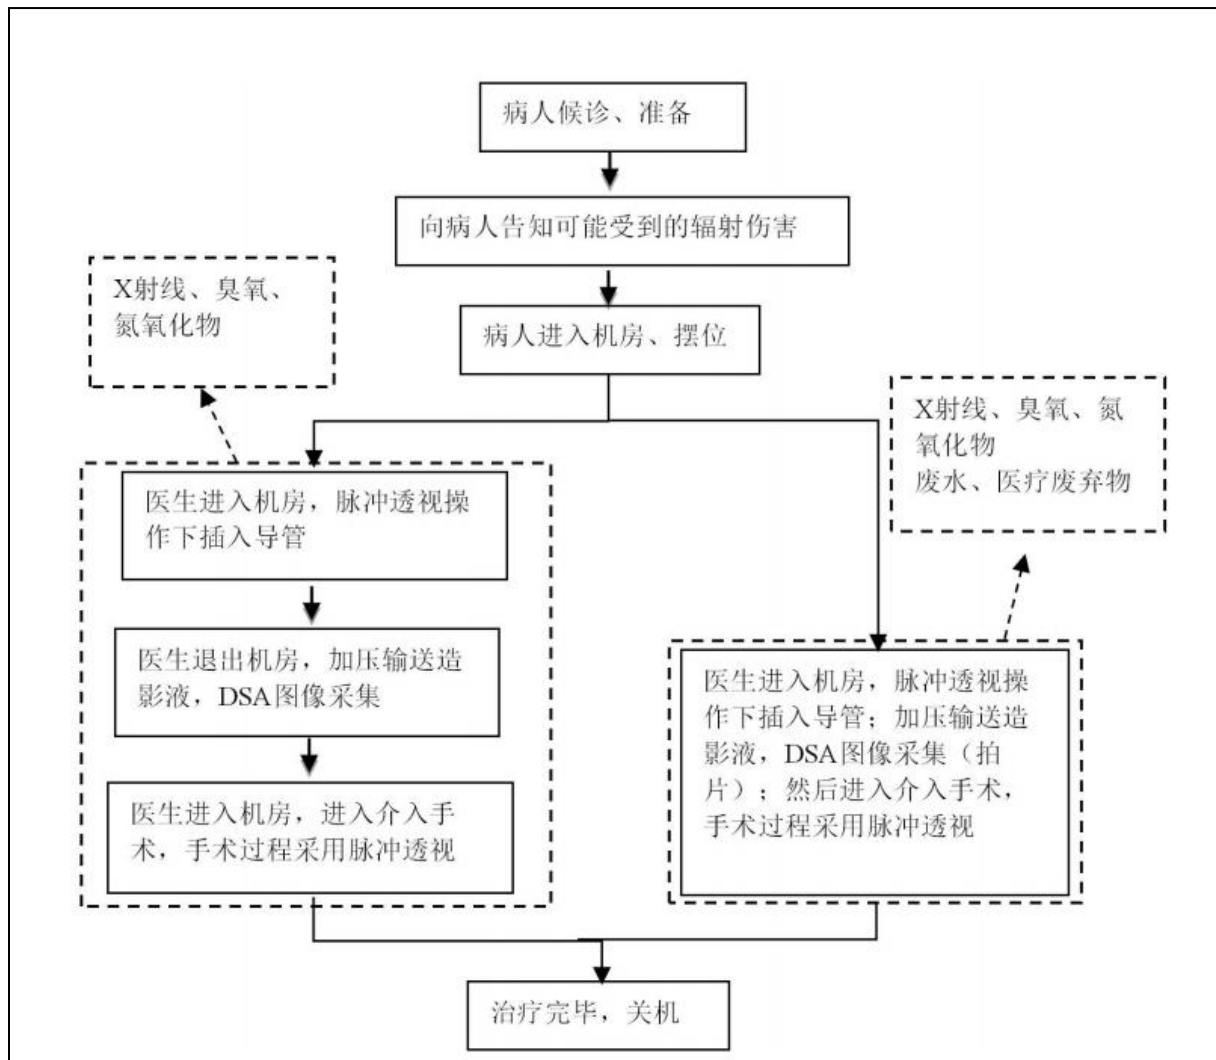 病人候诊、准备
向病人告知可能受到的辐射伤害
X射线、臭氧、
氮氧化物
病人进入机房、摆位
X射线、臭氧、氮
氧化物
废水、医疗废弃物
医生进入机房，脉冲透视操
作下插入导管
医生退出机房，加压输送造
影液，DSA图像采集
医生进入机房，进入介入手
术，手术过程采用脉冲透视
医生进入机房，脉冲透视操
作下插入导管；加压输送造
影液，DSA图像采集（拍
片）；然后进入介入手术，
手术过程采用脉冲透视
治疗完毕，关机